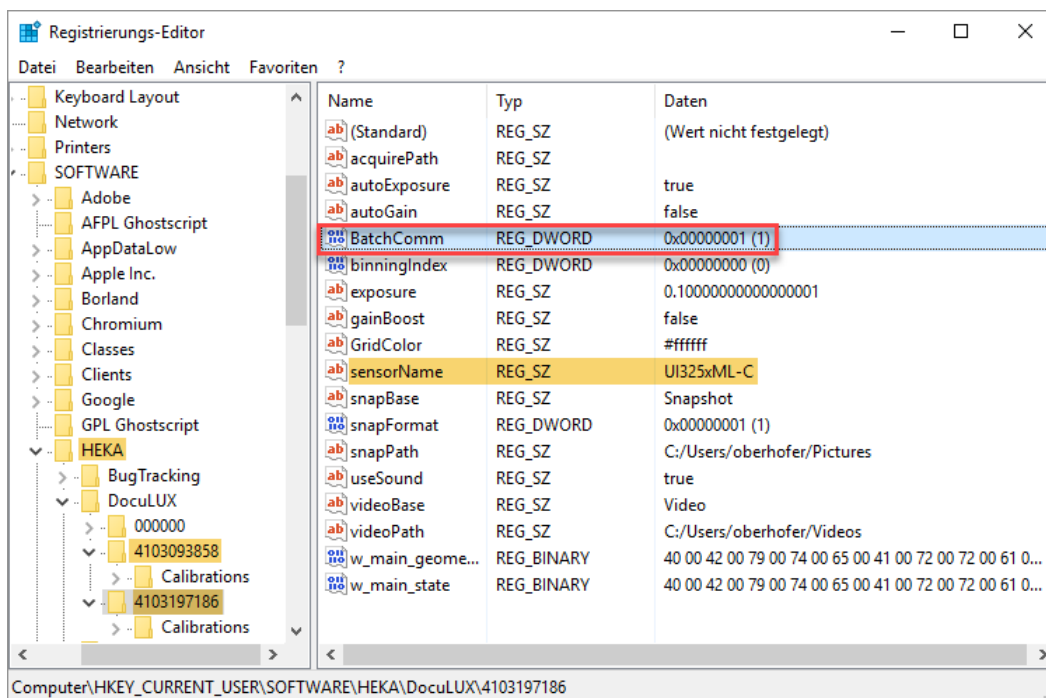 Registrierungs-Editor
Datei Bearbeiten Ansicht Favoriten ?
Keyboard Layout
Network
Printers
SOFTWARE
Adobe
AFPL Ghostscript
AppDataLow
Apple Inc.
Borland
Chromium
Classes
Clients
Google
GPL Ghostscript
HEKA
BugTracking
DocuLUX
000000
4103093858
Calibrations
4103197186
Calibrations
Name Typ Daten
(Standard) REG_SZ (Wert nicht festgelegt)
acquirePath REG_SZ
autoExposure REG_SZ true
autoGain REG_SZ false
BatchComm REG_DWORD 0x00000001 (1)
binningIndex REG_DWORD 0x00000000 (0)
exposure REG_SZ 0.10000000000000001
gainBoost REG_SZ false
GridColor REG_SZ #ffffff
sensorName REG_SZ UI325xML-C
snapBase REG_SZ Snapshot
snapFormat REG_DWORD 0x00000001 (1)
snapPath REG_SZ C:/Users/oberhofer/Pictures
useSound REG_SZ true
videoBase REG_SZ Video
videoPath REG_SZ C:/Users/oberhofer/Videos
w_main_geome... REG_BINARY 40 00 42 00 79 00 74 00 65 00 41 00 72 00 72 00 61 0...
w_main_state REG_BINARY 40 00 42 00 79 00 74 00 65 00 41 00 72 00 72 00 61 0...
Computer\HKEY_CURRENT_USER\SOFTWARE\HEKA\DocuLUX\4103197186